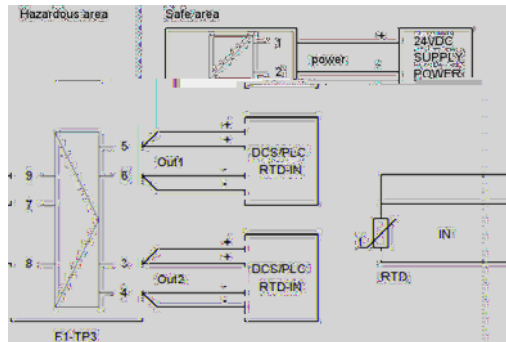 Hazardous area
Safe area
1
2
power
+
-
24VDC
SUPPLY
POWER
5
6
9
7
Out1
+
+
-
DCS/PLC
RTD-IN
8
3
4
Out2
+
+
-
DCS/PLC
RTD-IN
IN
RTD
F1-TP3